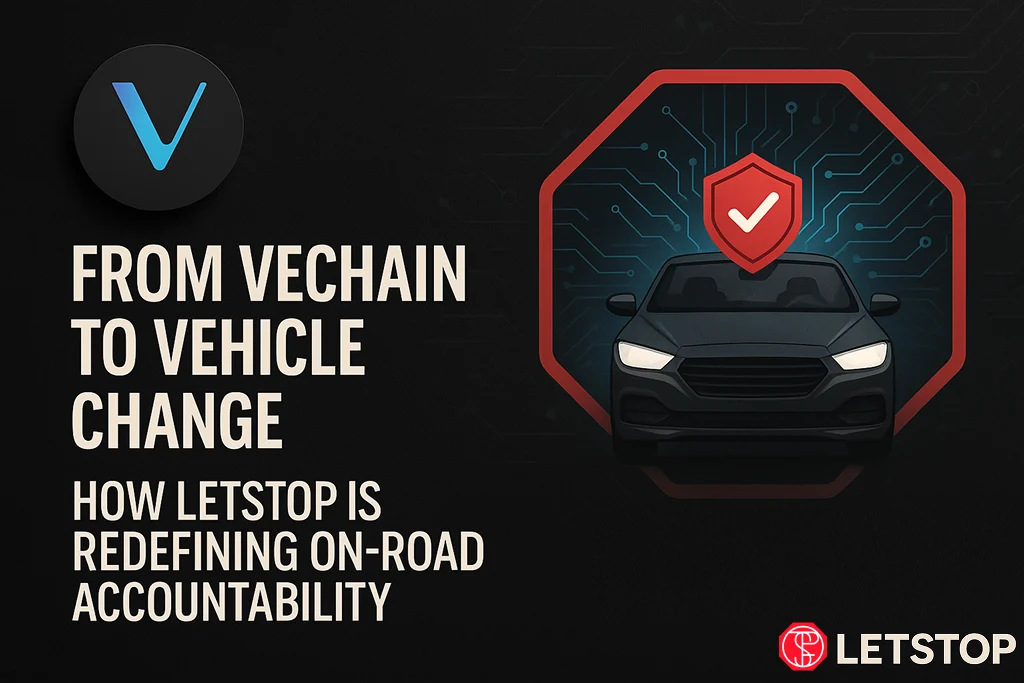 FROM VECHAIN
TO VEHICLE
CHANGE
HOW LETSTOP IS
REDEFINING ON-ROAD
ACCOUNTABILITY
LETSTOP